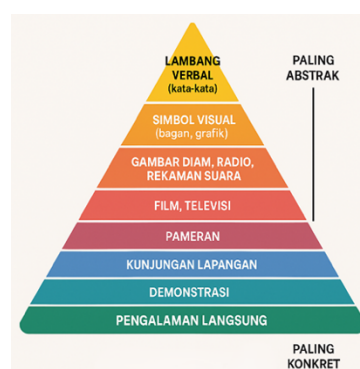 LAMBANG
VERBAL
(kata-kata)
PALING
ABSTRAK
SIMBOL VISUAL
(bagan, grafik)
GAMBAR DIAM, RADIO,
REKAMAN SUARA
FILM, TELEVISI
PAMERAN
KUNJUNGAN LAPANGAN
DEMONSTRASI
PENGALAMAN LANGSUNG
PALING
KONKRET